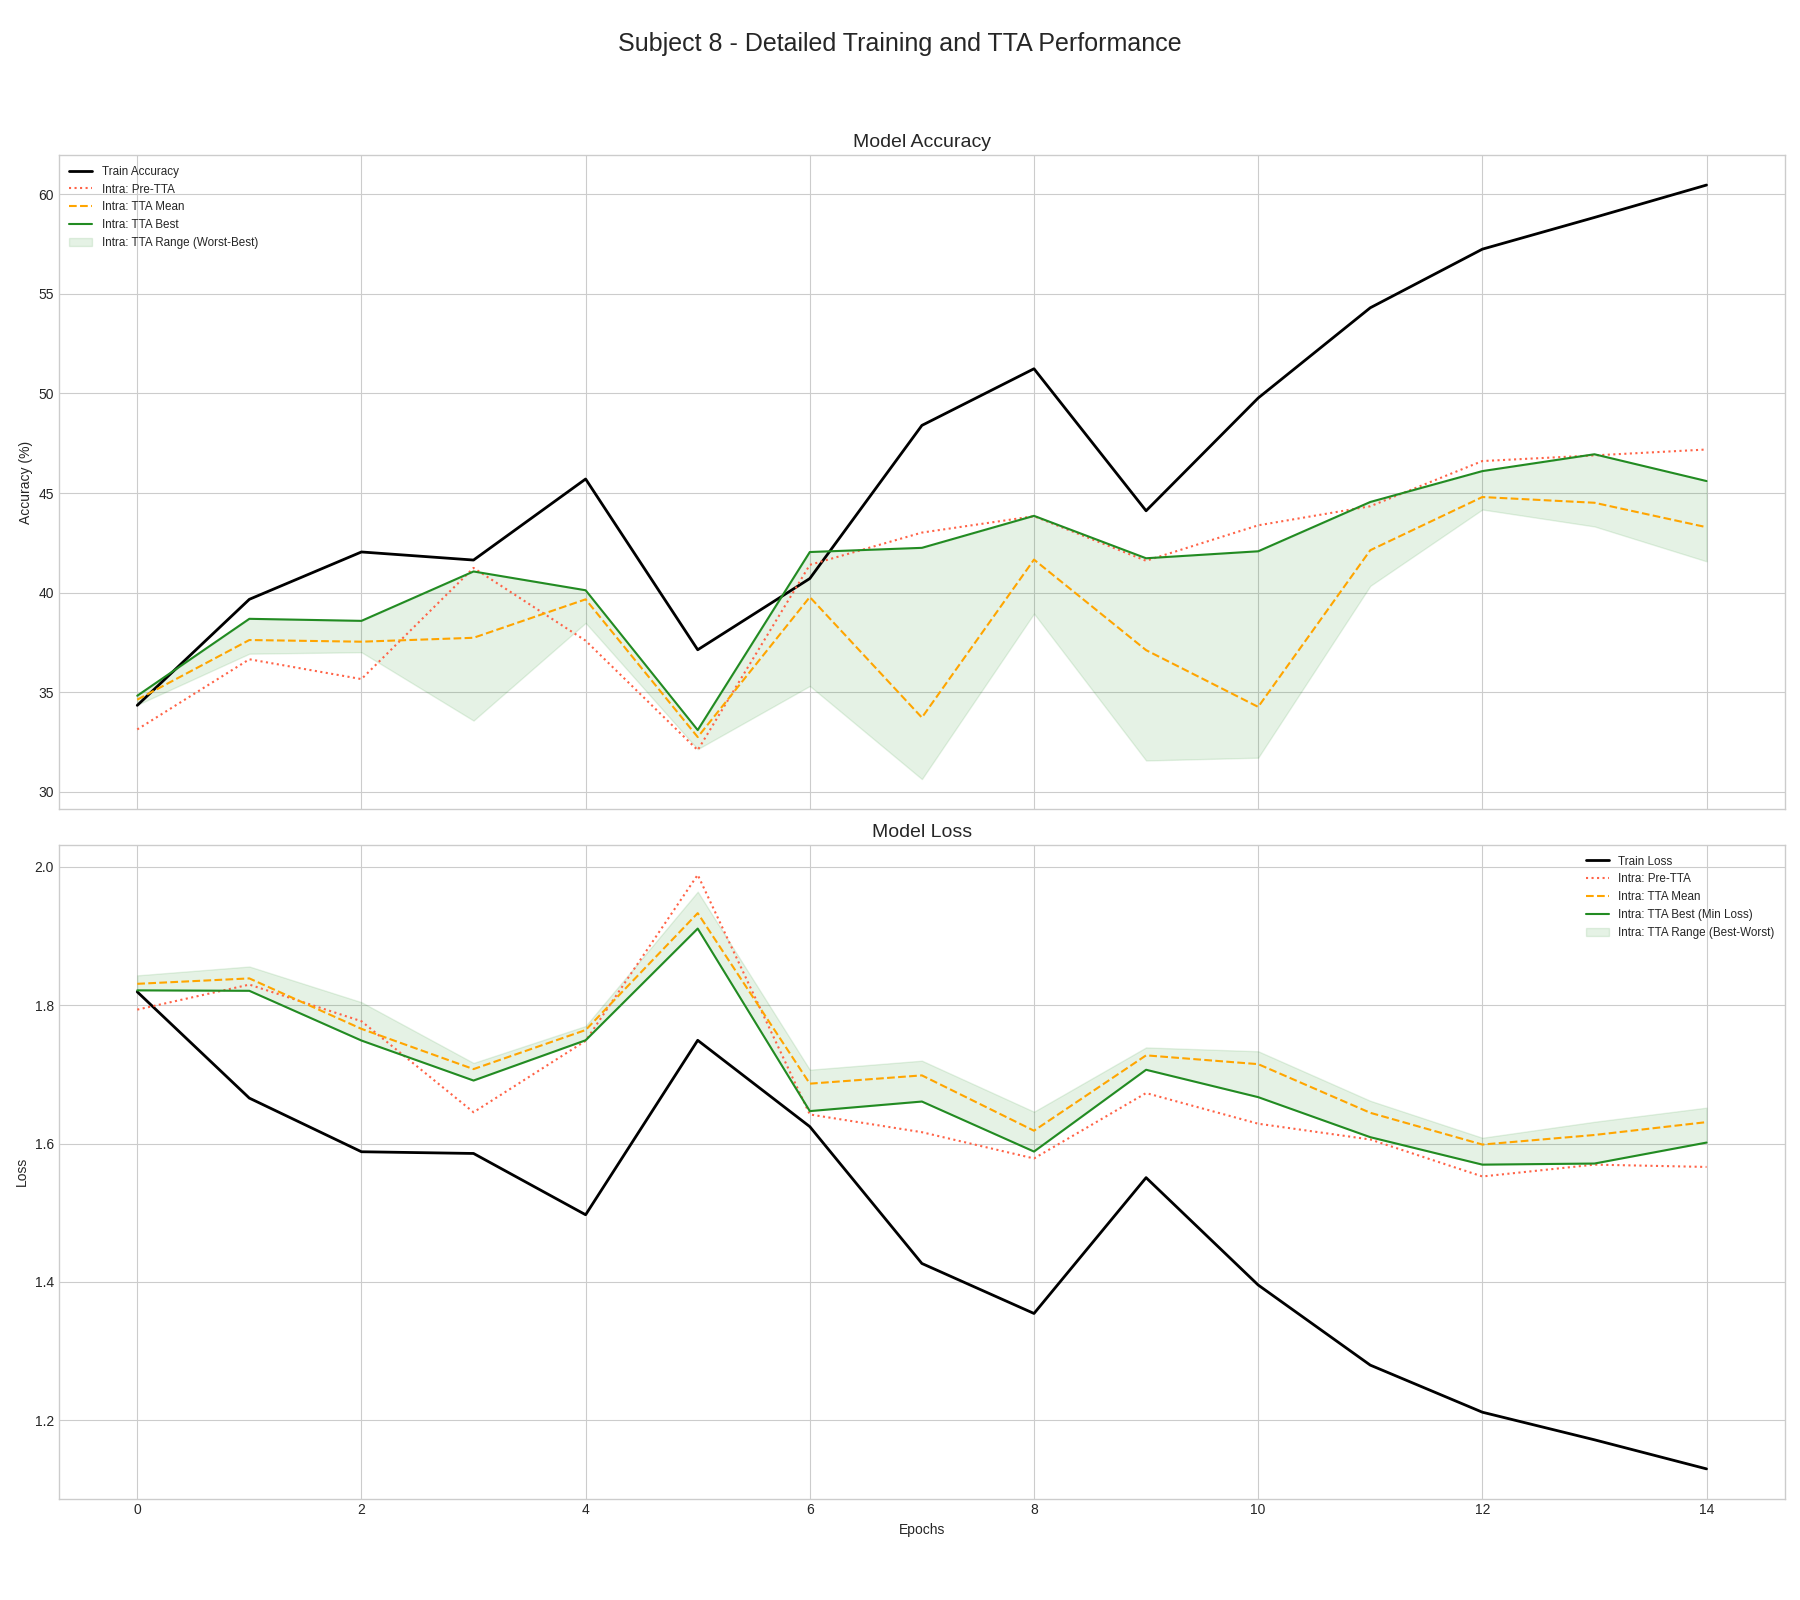 Subject 8 - Detailed Training and TTA Performance
Model Accuracy
Train Accuracy
Intra: Pre-TTA
Intra: TTA Mean
Intra: TTA Best
Intra: TTA Range (Worst-Best)
60
55
50
45
40
35
30
Accuracy (%)
Model Loss
Train Loss
Intra: Pre-TTA
Intra: TTA Mean
Intra: TTA Best (Min Loss)
Intra: TTA Range (Best-Worst)
2.0
1.8
1.6
1.4
1.2
Loss
0 2 4 6 8 10 12 14
Epochs